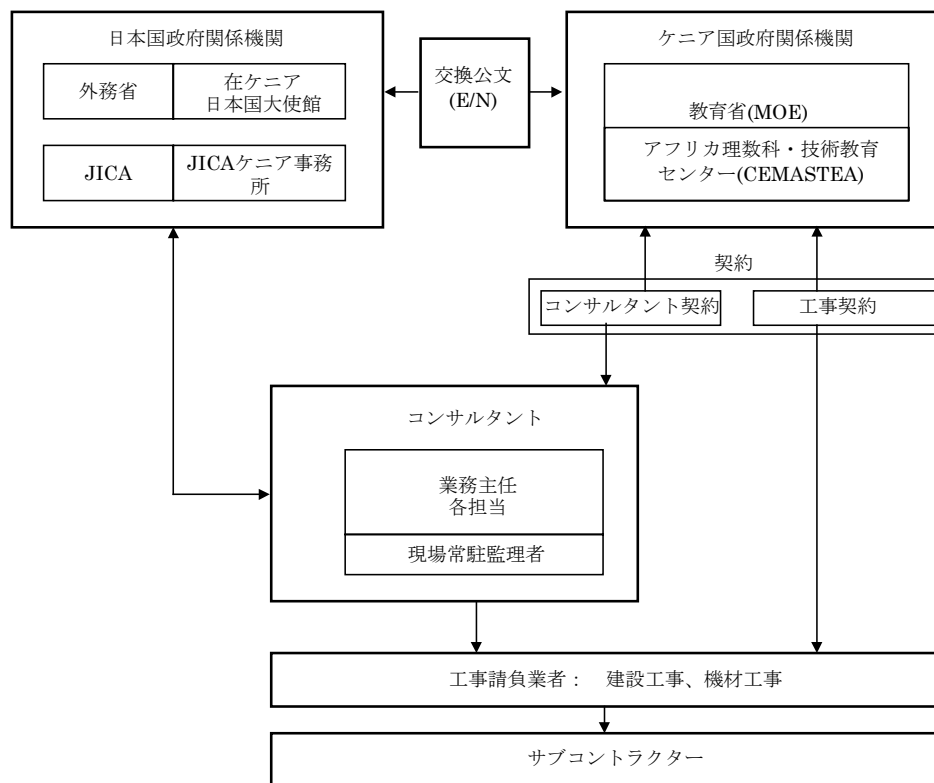 日本国政府関係機関
外務省
在ケニア
日本国大使館
JICA
JICAケニア事務
所
交換公文
(E/N)
ケニア国政府関係機関
教育省(MOE)
アフリカ理数科・技術教育
センター(CEMASTEA)
契約
コンサルタント契約
工事契約
コンサルタント
業務主任
各担当
現場常駐監理者
工事請負業者： 建設工事、機材工事
サブコントラクター